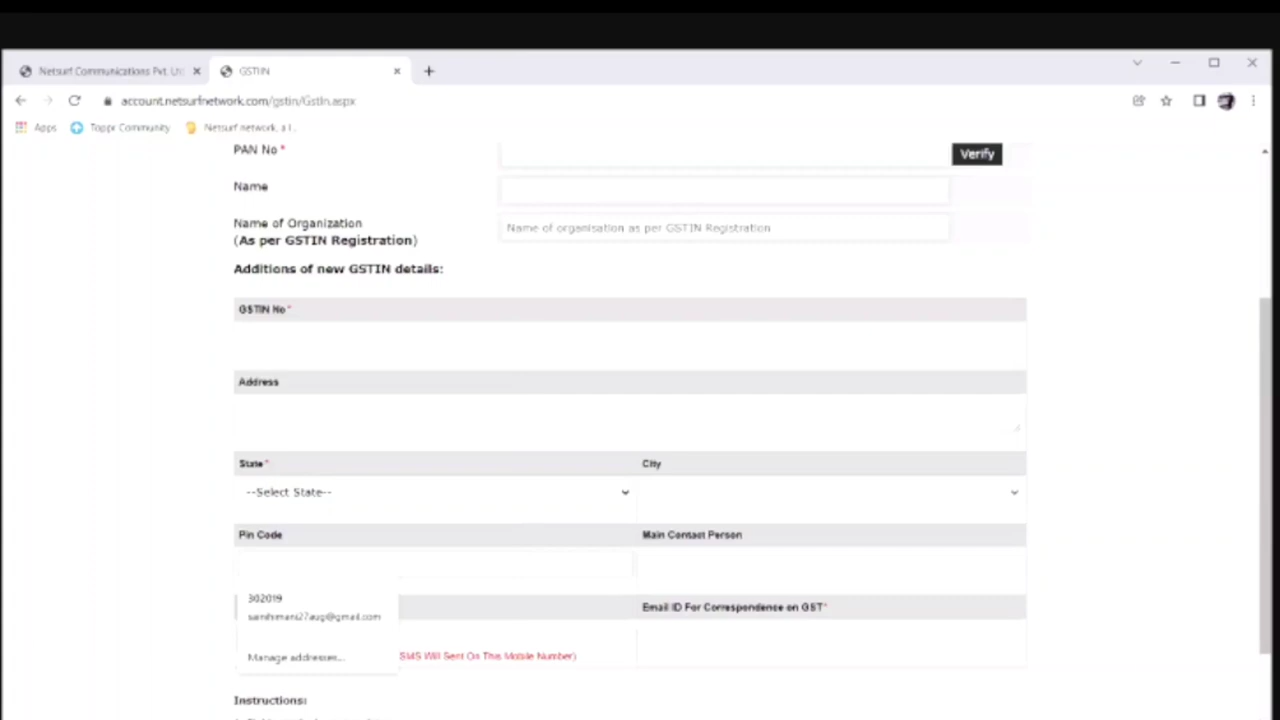 Netsurf Communications Pvt. Lt
GSTIIN
account.netsurfnetwork.com/gstin/GstIn.aspx
Apps
Toppr Community
Netsurf network, a l...
PAN No *
Verify
Name
Name of Organization
(As per GSTIN Registration)
Name of organisation as per GSTIN Registration
Additions of new GSTIN details:
GSTIN No *
Address
State *
City
--Select State--
Pin Code
Main Contact Person
302019
Email ID For Correspondence on GST*
Manage addresses...
SMS Will Sent On This Mobile Number)
Instructions: